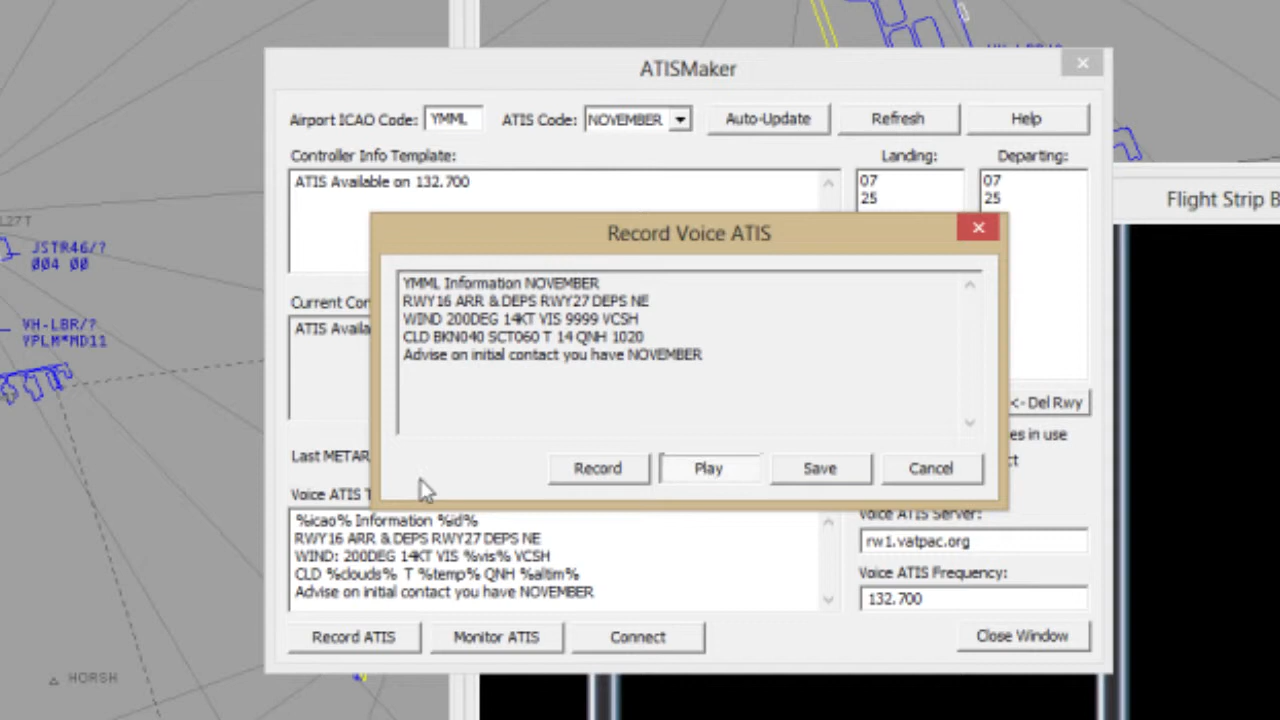 ATISMaker
Airport ICAO Code: YMML ATIS Code: NOVEMBER Auto-Update Refresh Help
Controller Info Template: Landing: Departing:
ATIS Available on 132.700
07 07
25 25
Flight Strip B
L27T
JSTR46/?
004 00
VH-LBR/?
YPLM*MD11
Record Voice ATIS
YMML Information NOVEMBER
RWY16 ARR & DEPS RWY27 DEPS NE
WIND 200DEG 14KT VIS 9999 VCSH
CLD BKN040 SCT060 T 14 QNH 1020
Advise on initial contact you have NOVEMBER
Record Play Save Cancel
Current Con
ATIS Availa
<- Del Rwy
es in use
ct
Last METAR
Voice ATIS T
%icao% Information %id%
RWY16 ARR & DEPS RWY27 DEPS NE
WIND: 200DEG 14KT VIS %vis% VCSH
CLD %clouds% T %temp% QNH %altim%
Advise on initial contact you have NOVEMBER
Voice ATIS Server:
rw1.vatpac.org
Voice ATIS Frequency:
132.700
Record ATIS Monitor ATIS Connect Close Window
HORSH